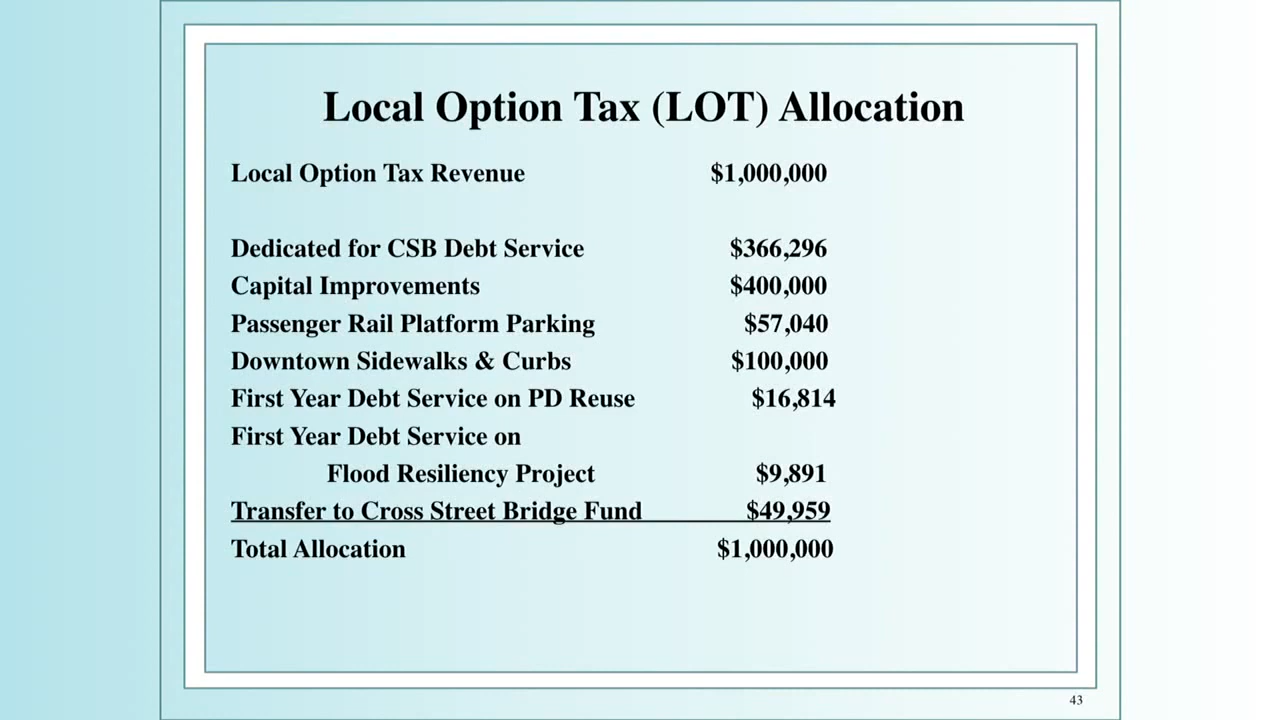 Local Option Tax (LOT) Allocation
Local Option Tax Revenue $1,000,000
Dedicated for CSB Debt Service $366,296
Capital Improvements $400,000
Passenger Rail Platform Parking $57,040
Downtown Sidewalks & Curbs $100,000
First Year Debt Service on PD Reuse $16,814
First Year Debt Service on
Flood Resiliency Project $9,891
Transfer to Cross Street Bridge Fund $49,959
Total Allocation $1,000,000
43